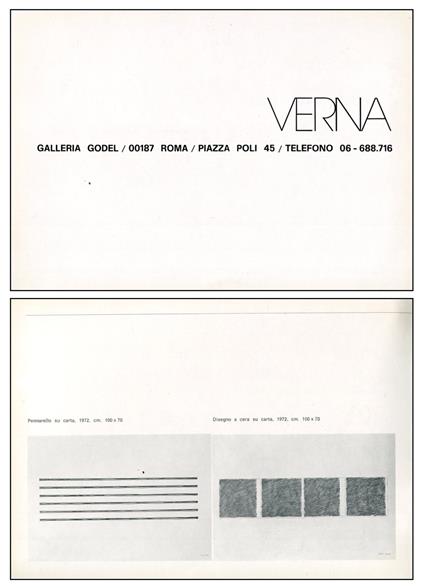 VERNA
GALLERIA GODEL / 00187 ROMA / PIAZZA POLI 45 / TELEFONO 06-688.716
Pennarello su carta, 1972, cm. 100 x 70
Disegno a cera su carta, 1972, cm. 100 x 70